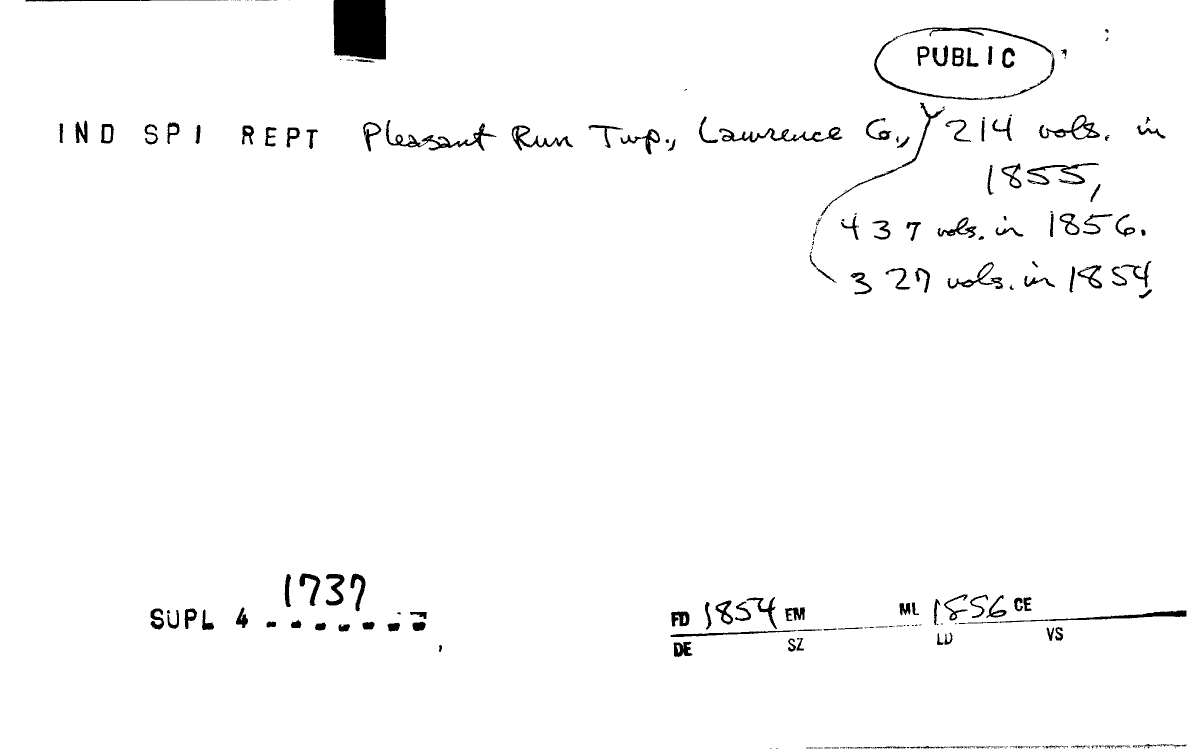 PUBLIC
IND SPI REPT Pleasant Run Twp., Lawrence Co., 214 vols. in
1855,
437 vols. in 1856.
327 vols. in 1854,
1737
SUPL 4
FD 1854 EM ML 1856 CE
DE SZ LD VS